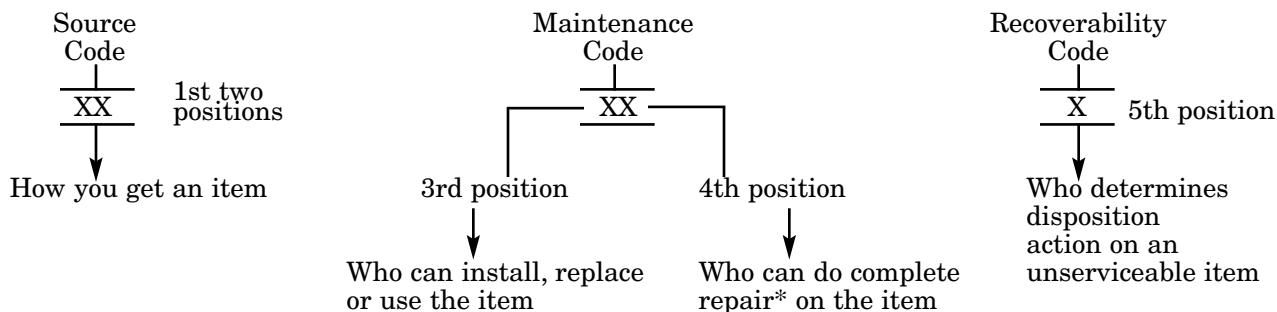 Source
Code
XX
1st two
positions
How you get an item
Maintenance
Code
XX
3rd position
4th position
Who can install, replace
or use the item
Who can do complete
repair* on the item
Recoverability
Code
X
5th position
Who determines
disposition
action on an
unserviceable item